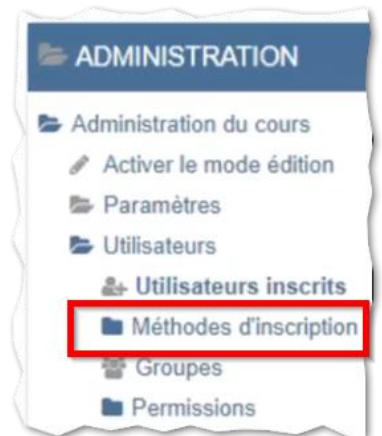 ADMINISTRATION
Administration du cours
Activer le mode édition
Paramètres
Utilisateurs
Utilisateurs inscrits
Méthodes d'inscription
Groupes
Permissions